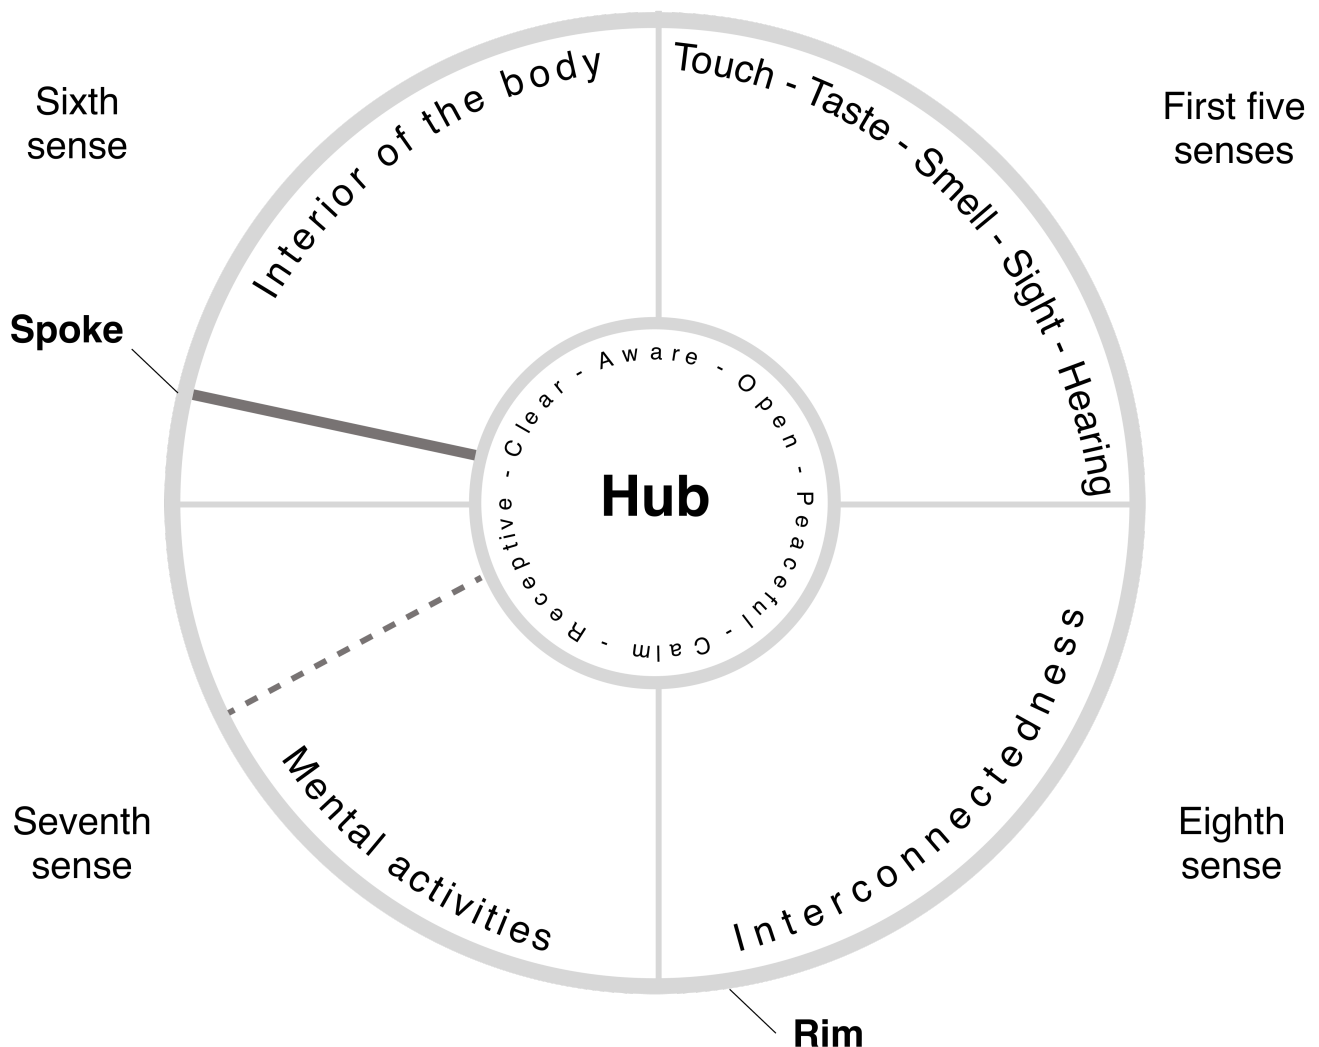 Sixth
sense
Interior of the body
Touch - Taste - Smell - Sight - Hearing
First five
senses
Spoke
Clear - Aware - Open - Peaceful - Calm - Receptive -
Hub
Seventh
sense
Mental activities
Interconnectedness
Eighth
sense
Rim